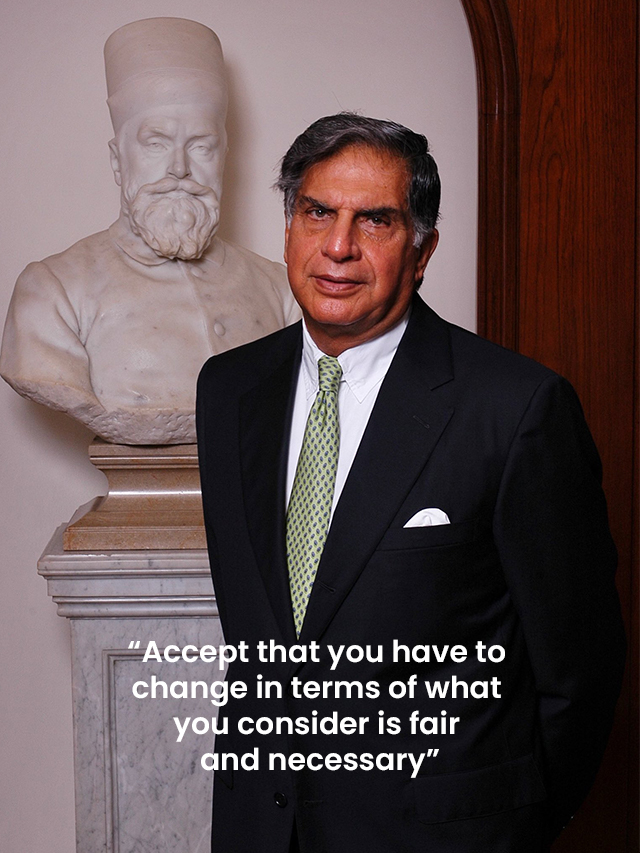 “Accept that you have to
change in terms of what
you consider is fair
and necessary”